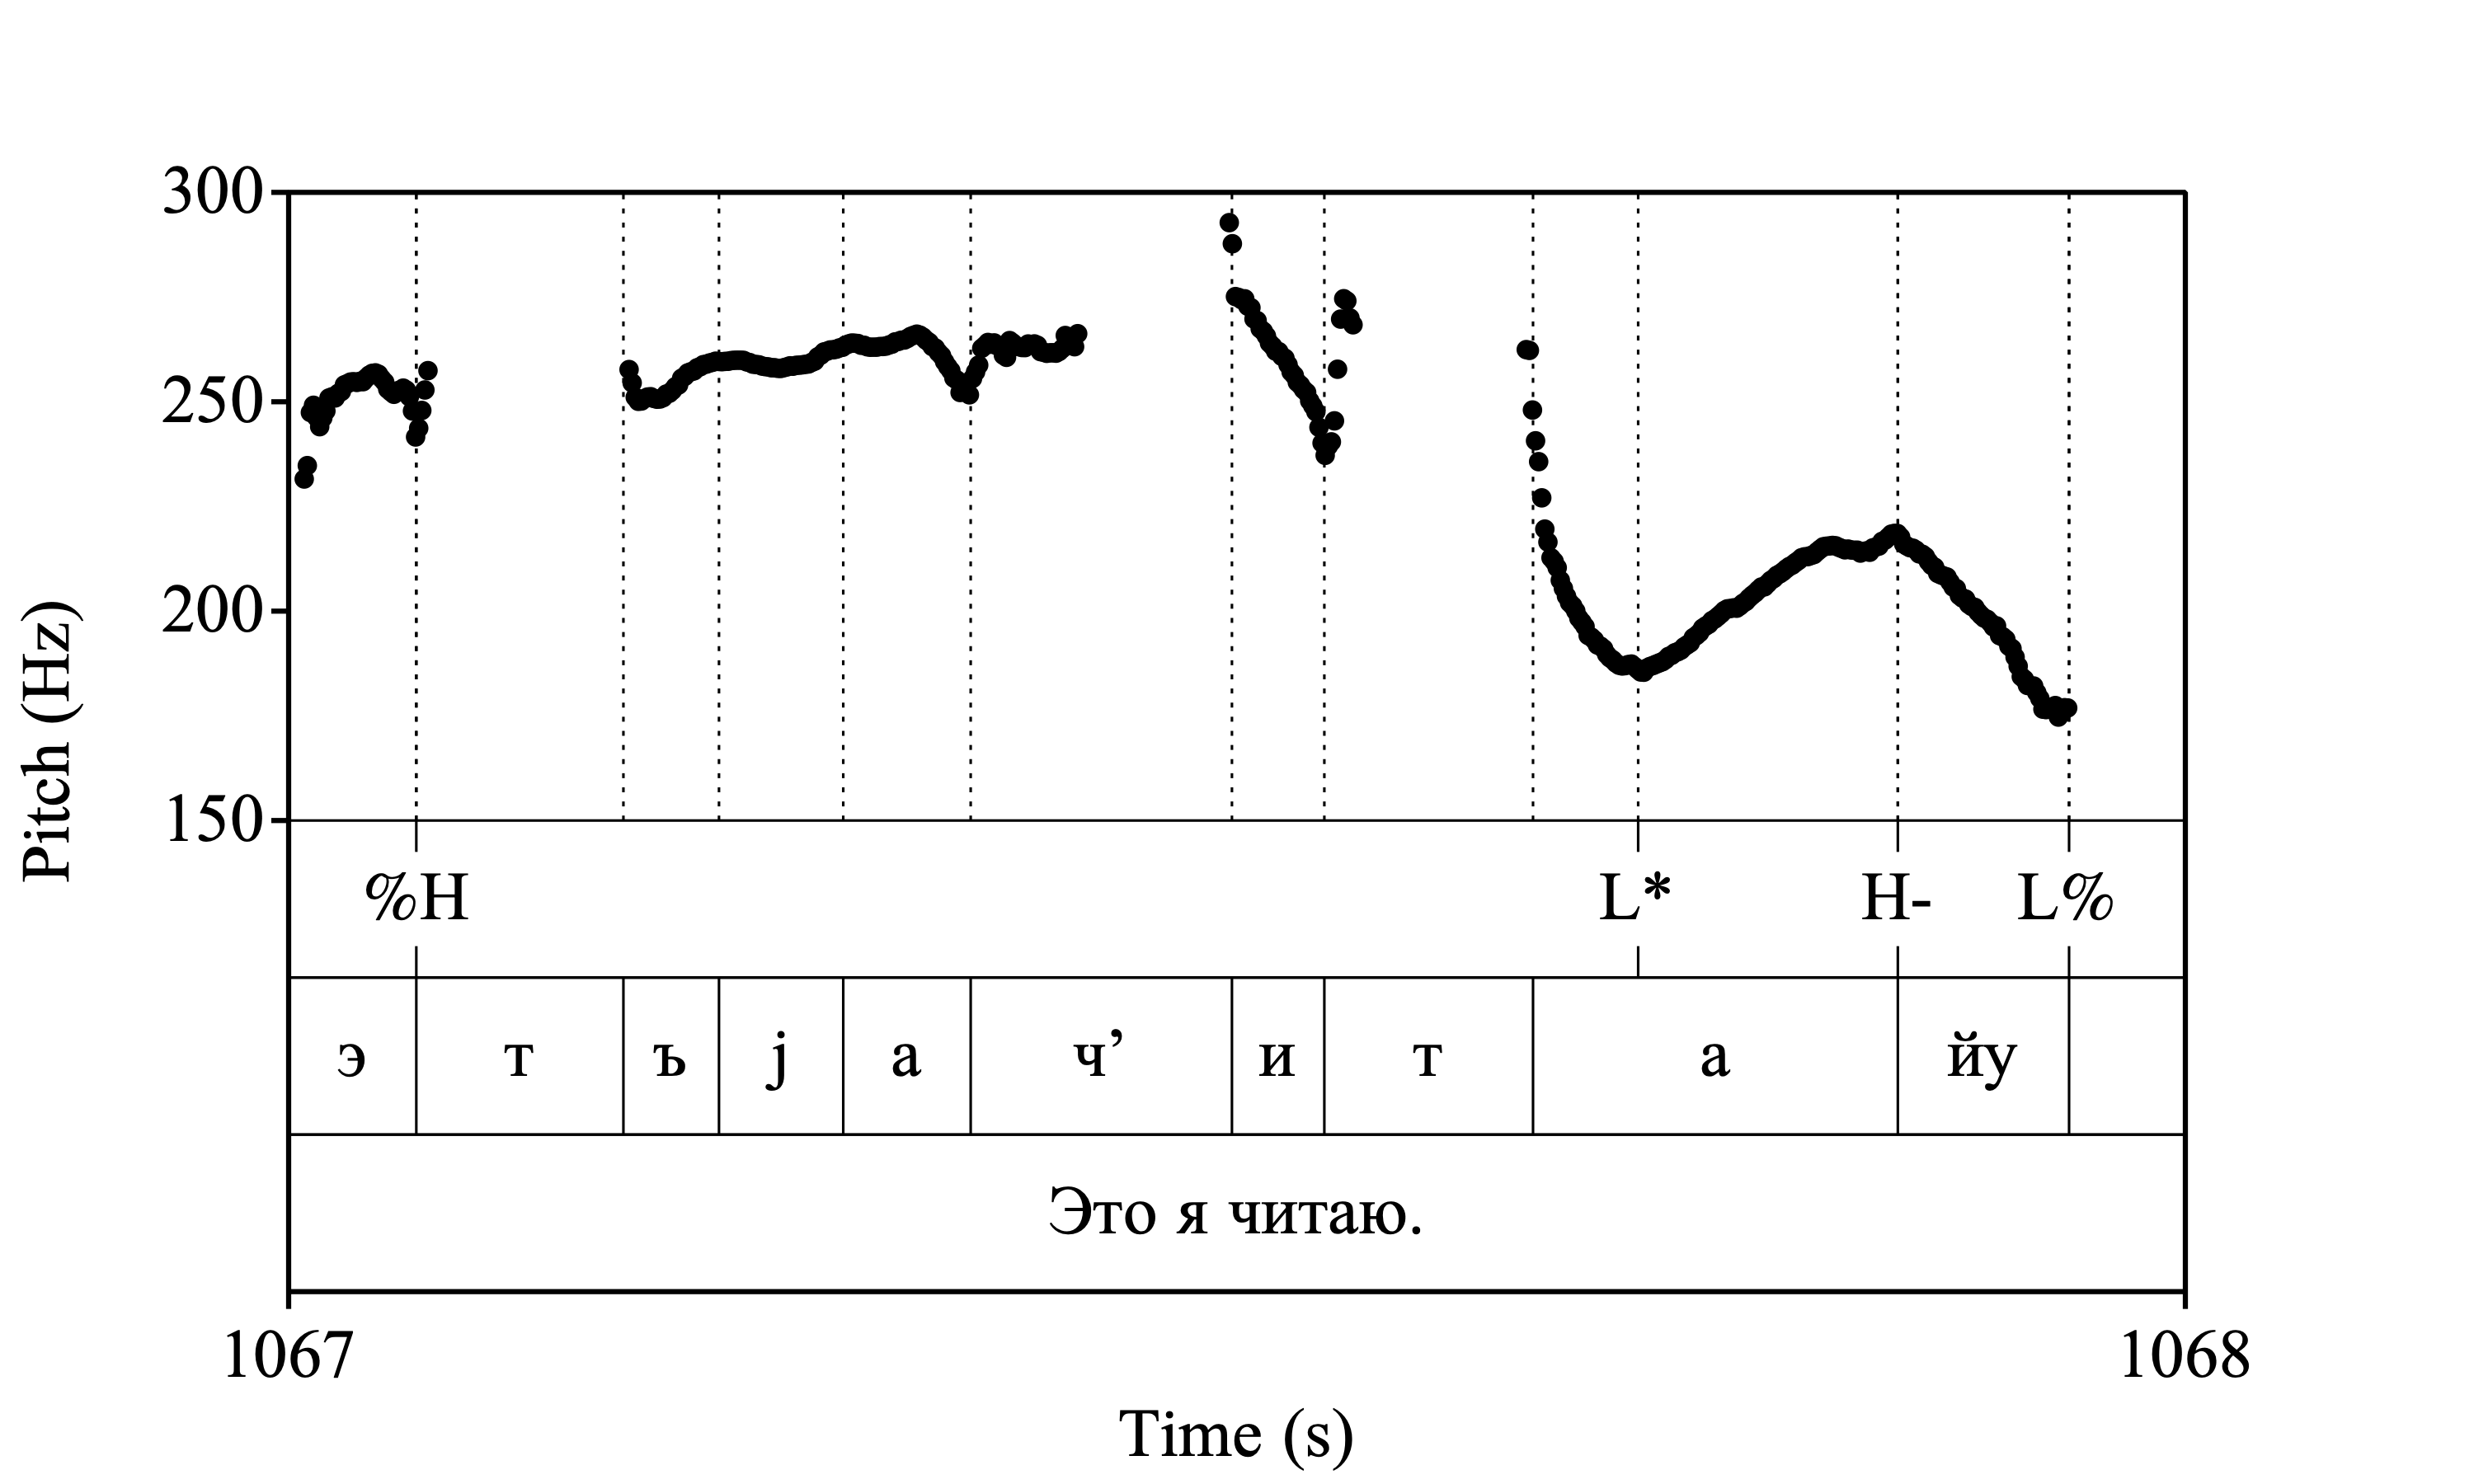 300
250
200
150
Pitch (Hz)
%H L* H- L%
э т ъ j а ч’ и т а йу
Это я читаю.
1067 1068
Time (s)